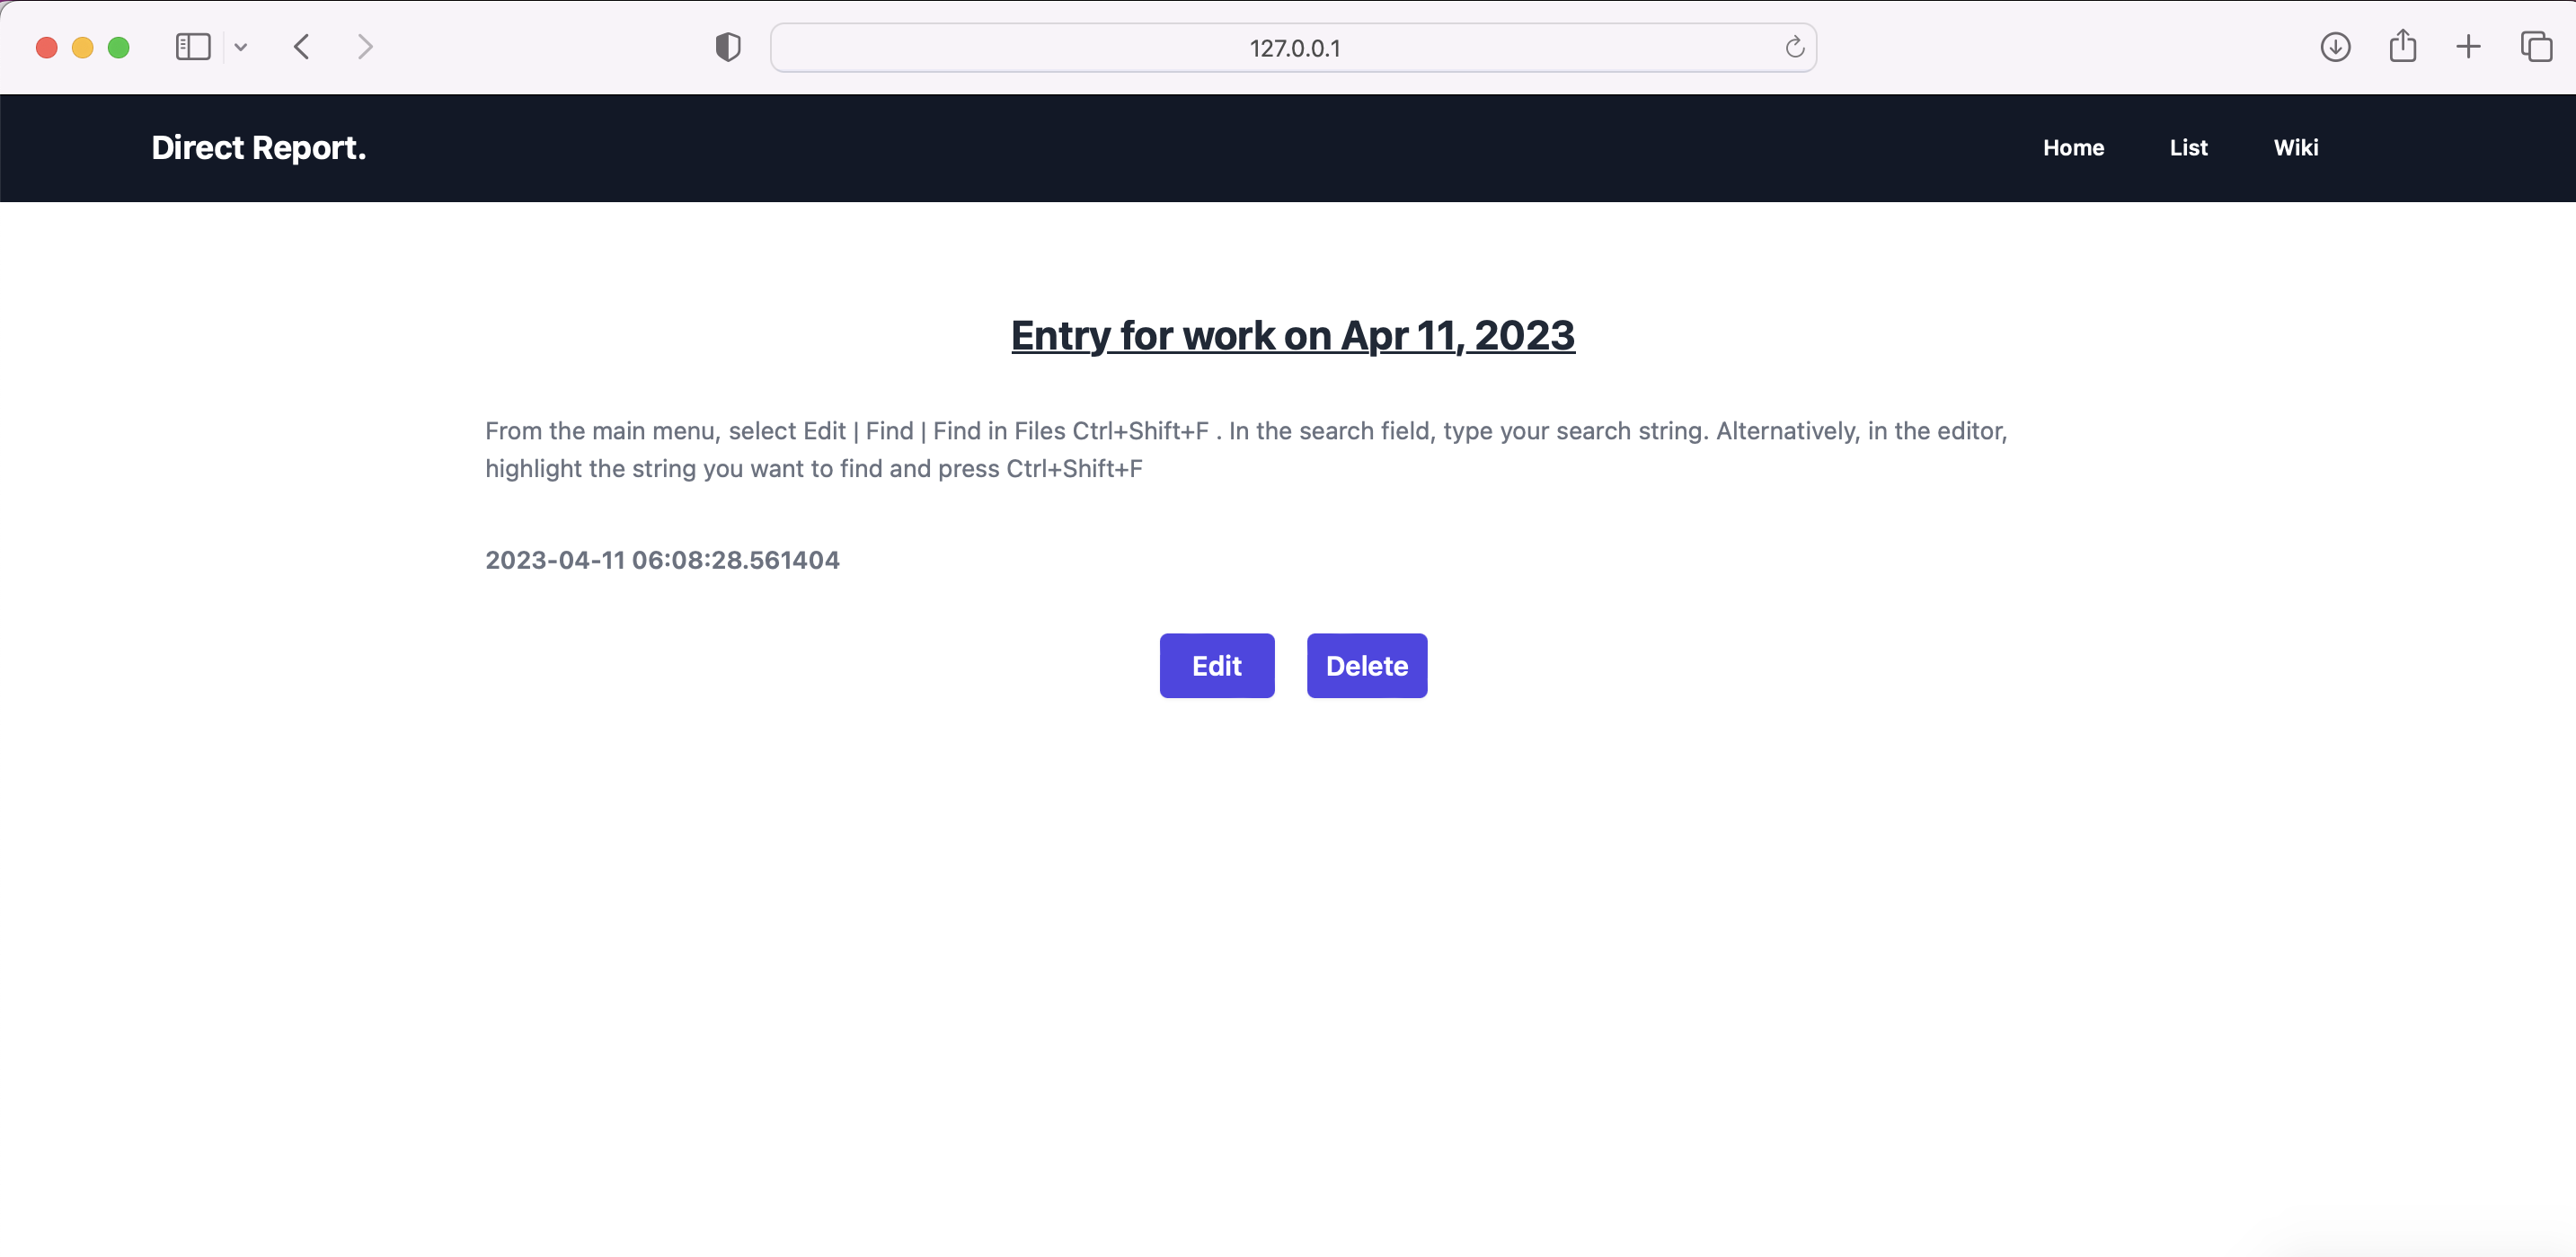 127.0.0.1
Direct Report.
Home
List
Wiki
Entry for work on Apr 11, 2023
From the main menu, select Edit | Find | Find in Files Ctrl+Shift+F . In the search field, type your search string. Alternatively, in the editor,
highlight the string you want to find and press Ctrl+Shift+F
2023-04-11 06:08:28.561404
Edit
Delete